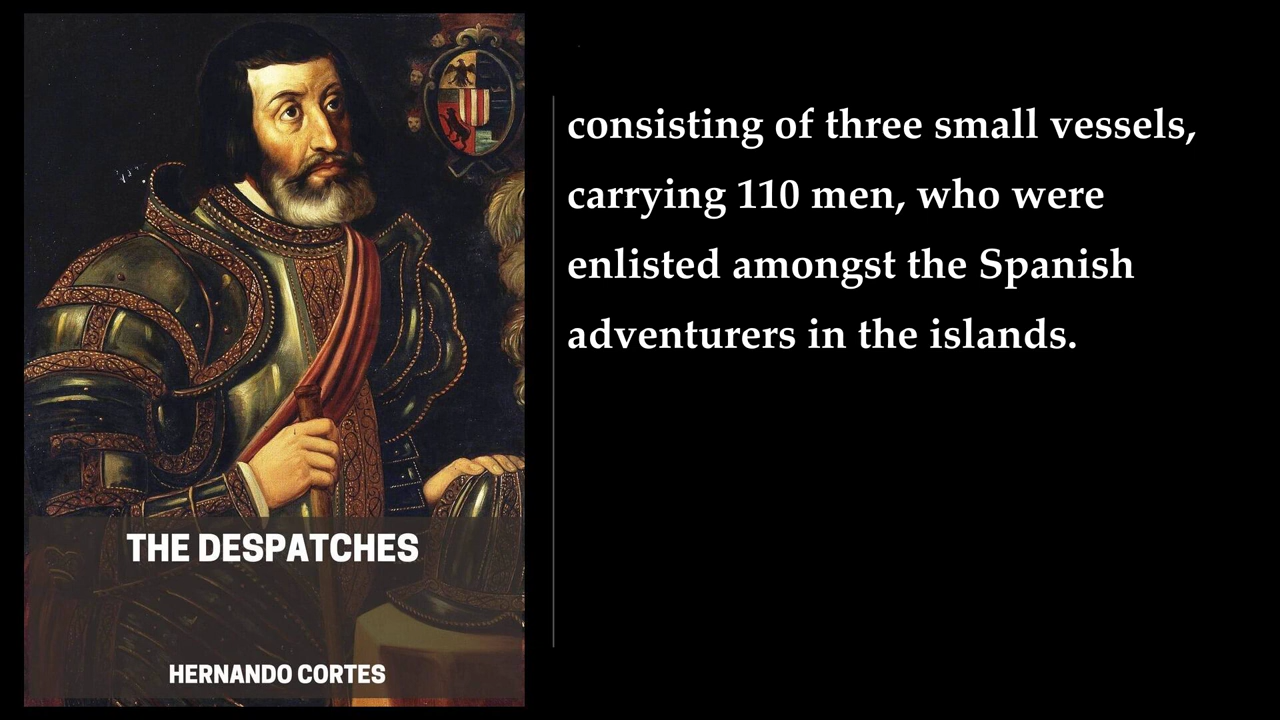 THE DESPATCHES
HERNANDO CORTES
consisting of three small vessels,
carrying 110 men, who were
enlisted amongst the Spanish
adventurers in the islands.